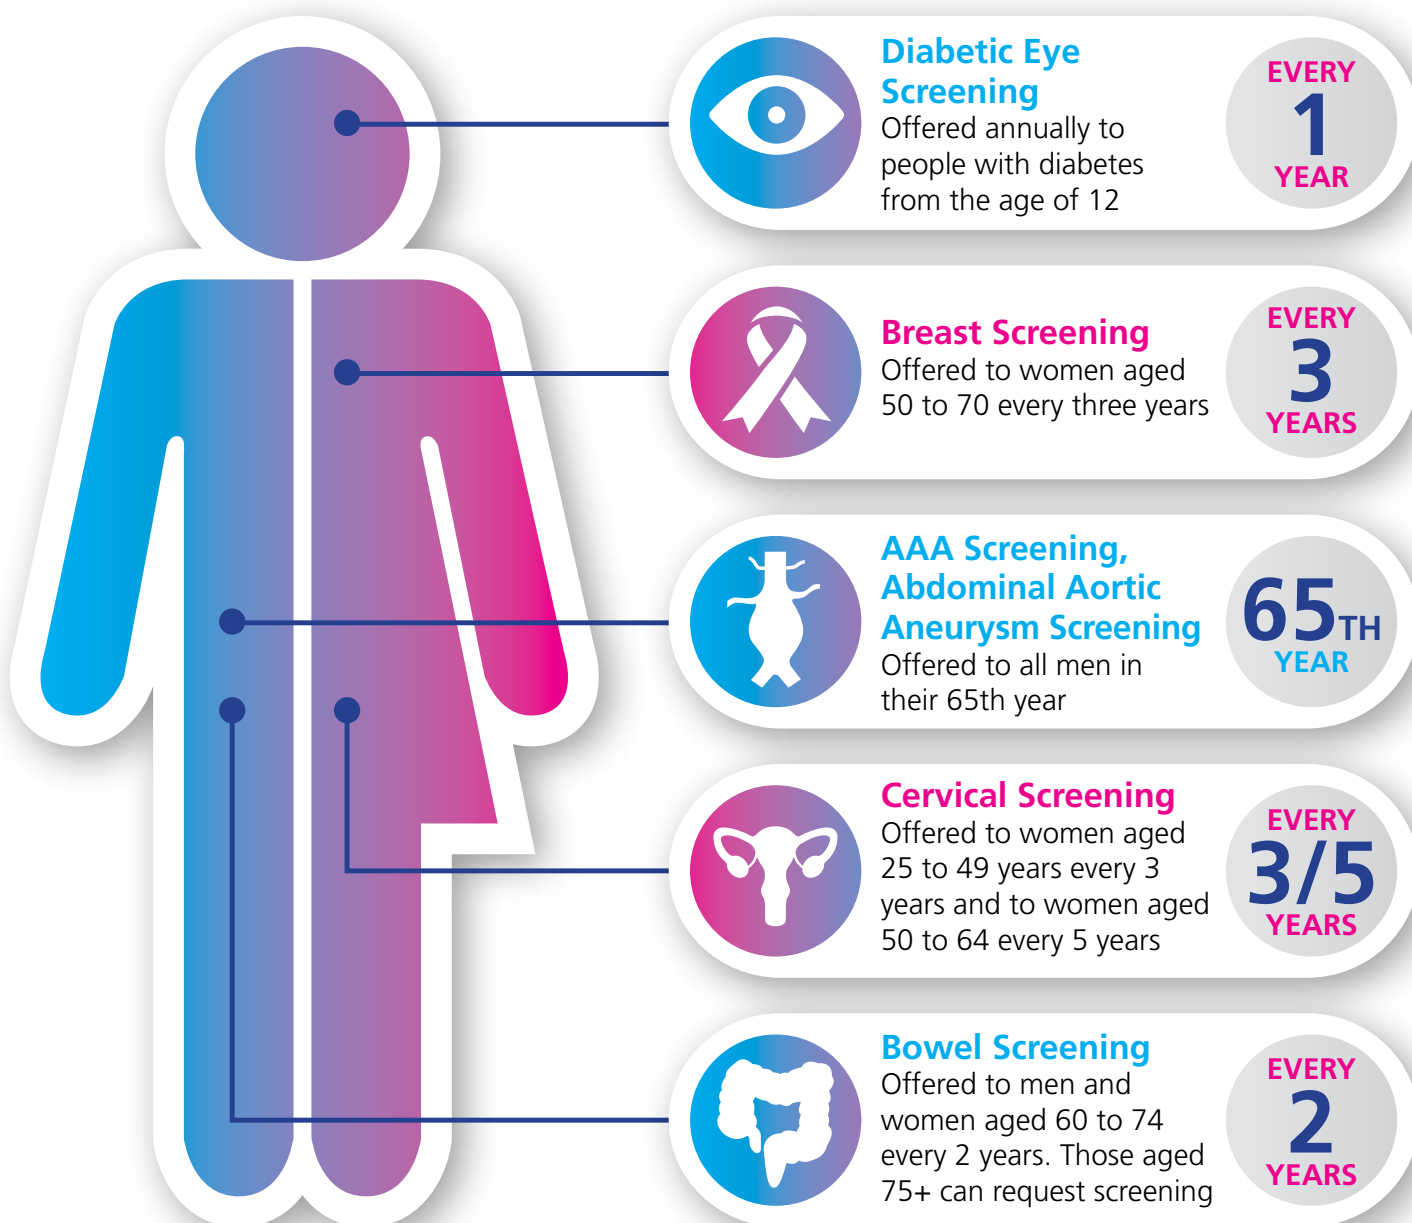 Diabetic Eye
Screening
Offered annually to
people with diabetes
from the age of 12
EVERY
1
YEAR
Breast Screening
Offered to women aged
50 to 70 every three years
EVERY
3
YEARS
AAA Screening,
Abdominal Aortic
Aneurysm Screening
Offered to all men in
their 65th year
65TH
YEAR
Cervical Screening
Offered to women aged
25 to 49 years every 3
years and to women aged
50 to 64 every 5 years
EVERY
3/5
YEARS
Bowel Screening
Offered to men and
women aged 60 to 74
every 2 years. Those aged
75+ can request screening
EVERY
2
YEARS